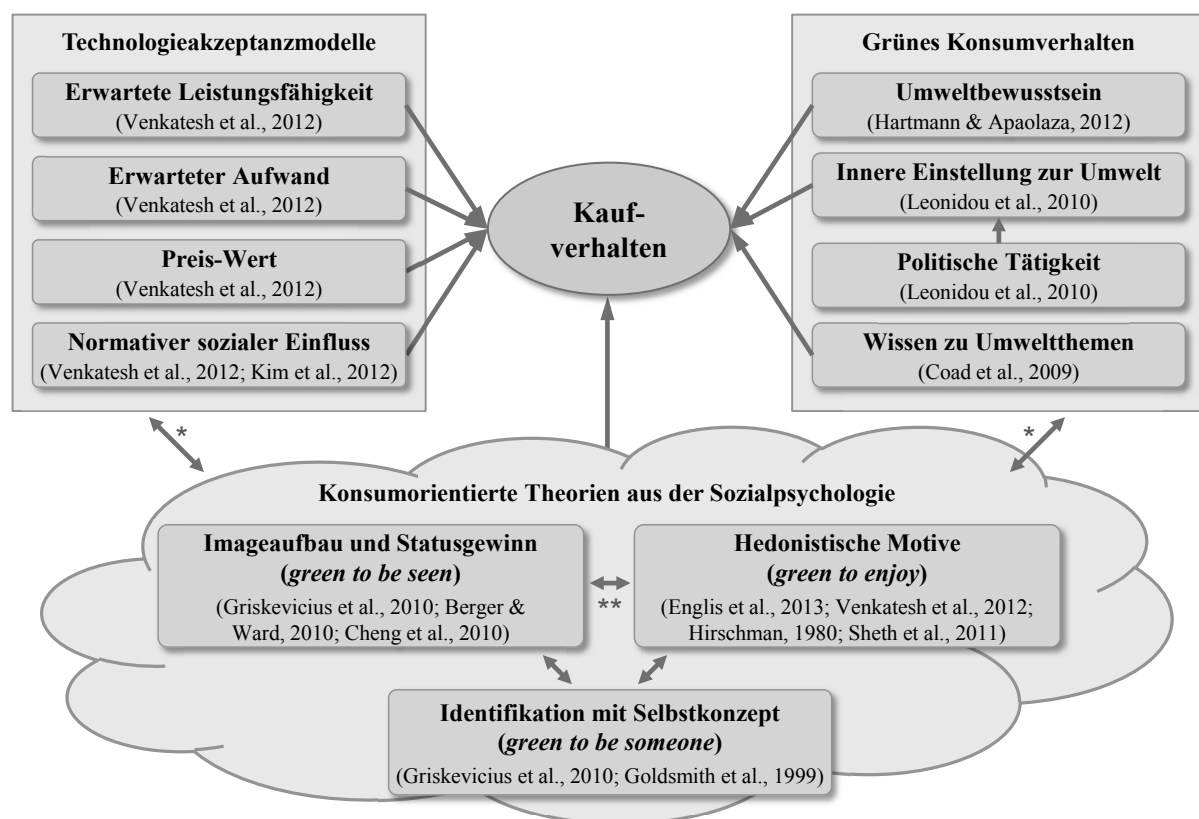 Technologieakzeptanzmodelle
Erwartete Leistungsfähigkeit
(Venkatesh et al., 2012)
Erwarteter Aufwand
(Venkatesh et al., 2012)
Preis-Wert
(Venkatesh et al., 2012)
Normativer sozialer Einfluss
(Venkatesh et al., 2012; Kim et al., 2012)
Kauf-
verhalten
Grünes Konsumverhalten
Umweltbewusstsein
(Hartmann & Apaolaza, 2012)
Innere Einstellung zur Umwelt
(Leonidou et al., 2010)
Politische Tätigkeit
(Leonidou et al., 2010)
Wissen zu Umweltthemen
(Coad et al., 2009)
*
*
Konsumorientierte Theorien aus der Sozialpsychologie
Imageaufbau und Statusgewinn
(green to be seen)
(Griskevicius et al., 2010; Berger &
Ward, 2010; Cheng et al., 2010)
**
Hedonistische Motive
(green to enjoy)
(Englis et al., 2013; Venkatesh et al., 2012;
Hirschman, 1980; Sheth et al., 2011)
Identifikation mit Selbstkonzept
(green to be someone)
(Griskevicius et al., 2010; Goldsmith et al., 1999)